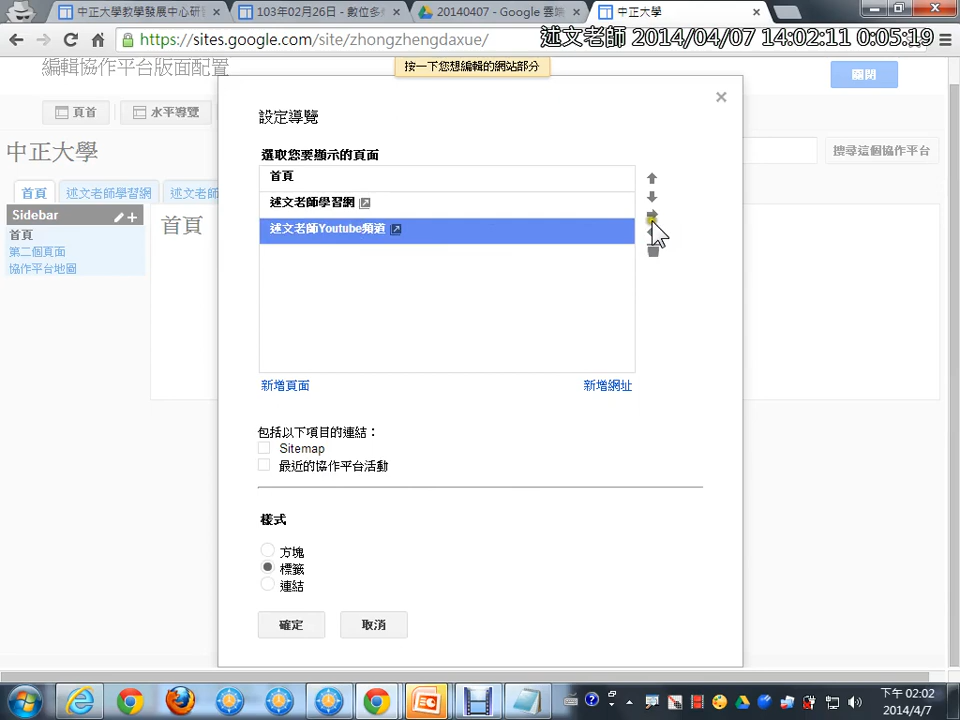 中正大學教學發展中心研
103年02月26日 - 數位多
20140407 - Google 雲端
中正大學
https://sites.google.com/site/zhongzhengdaxue/
述文老師 2014/04/07 14:02:11 0:05:19
編輯協作平台版面配置
按一下您想編輯的網站部分
關閉
頁首
水平導覽
中正大學
搜尋這個協作平台
首頁
述文老師學習網
述文老師
Sidebar
首頁
第二個頁面
協作平台地圖
首頁
設定導覽
選取您要顯示的頁面
首頁
述文老師學習網
述文老師Youtube頻道
新增頁面
新增網址
包括以下項目的連結：
Sitemap
最近的協作平台活動
樣式
方塊
標籤
連結
確定
取消
下午 02:02
2014/4/7